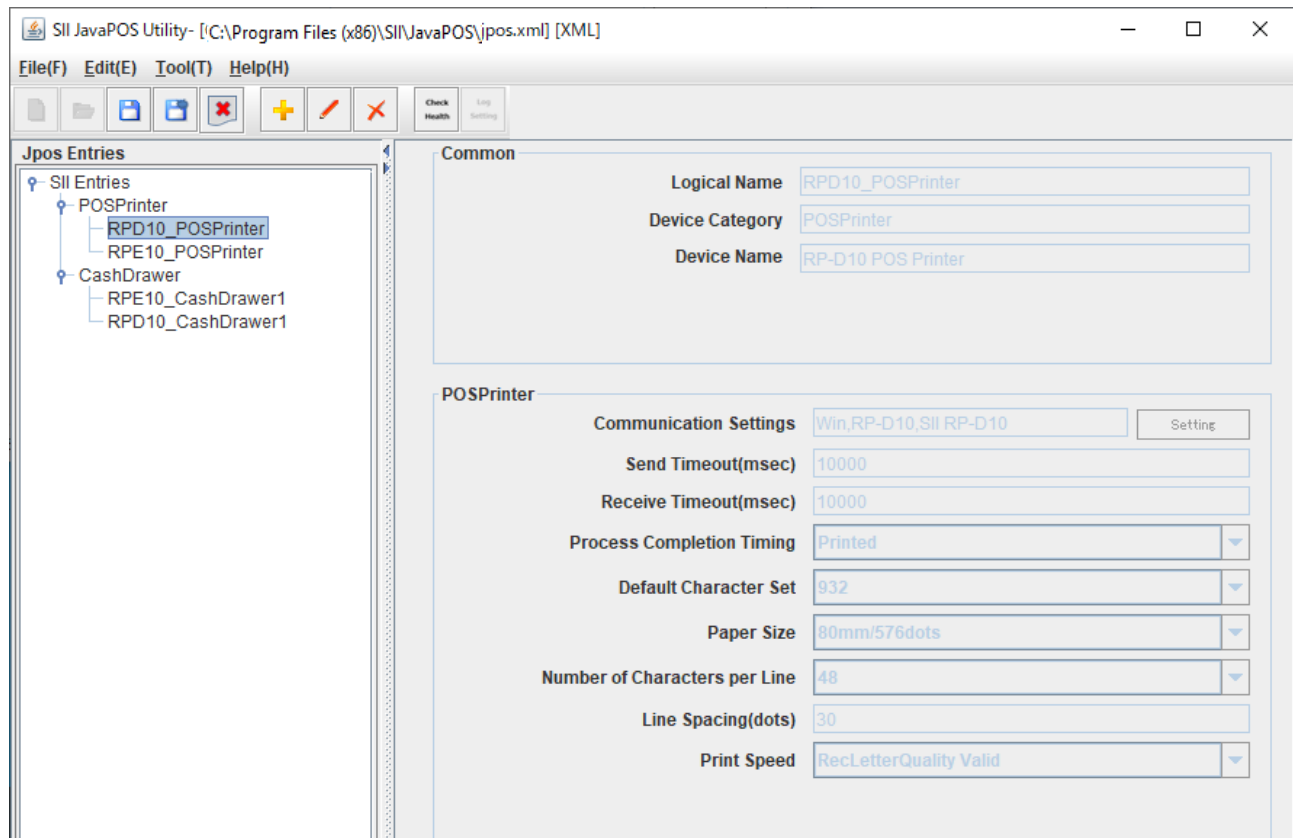 SII JavaPOS Utility- [C:\Program Files (x86)\SII\JavaPOS\jpos.xml] [XML]
File(F) Edit(E) Tool(T) Help(H)
Check Health
Log Setting
Jpos Entries
SII Entries
POSPrinter
RPD10_POSPrinter
RPE10_POSPrinter
CashDrawer
RPE10_CashDrawer1
RPD10_CashDrawer1
Common
Logical Name RPD10_POSPrinter
Device Category POSPrinter
Device Name RP-D10 POS Printer
POSPrinter
Communication Settings Win,RP-D10,SII RP-D10 Setting
Send Timeout(msec) 10000
Receive Timeout(msec) 10000
Process Completion Timing Printed
Default Character Set 932
Paper Size 80mm/576dots
Number of Characters per Line 48
Line Spacing(dots) 30
Print Speed RecLetterQuality Valid